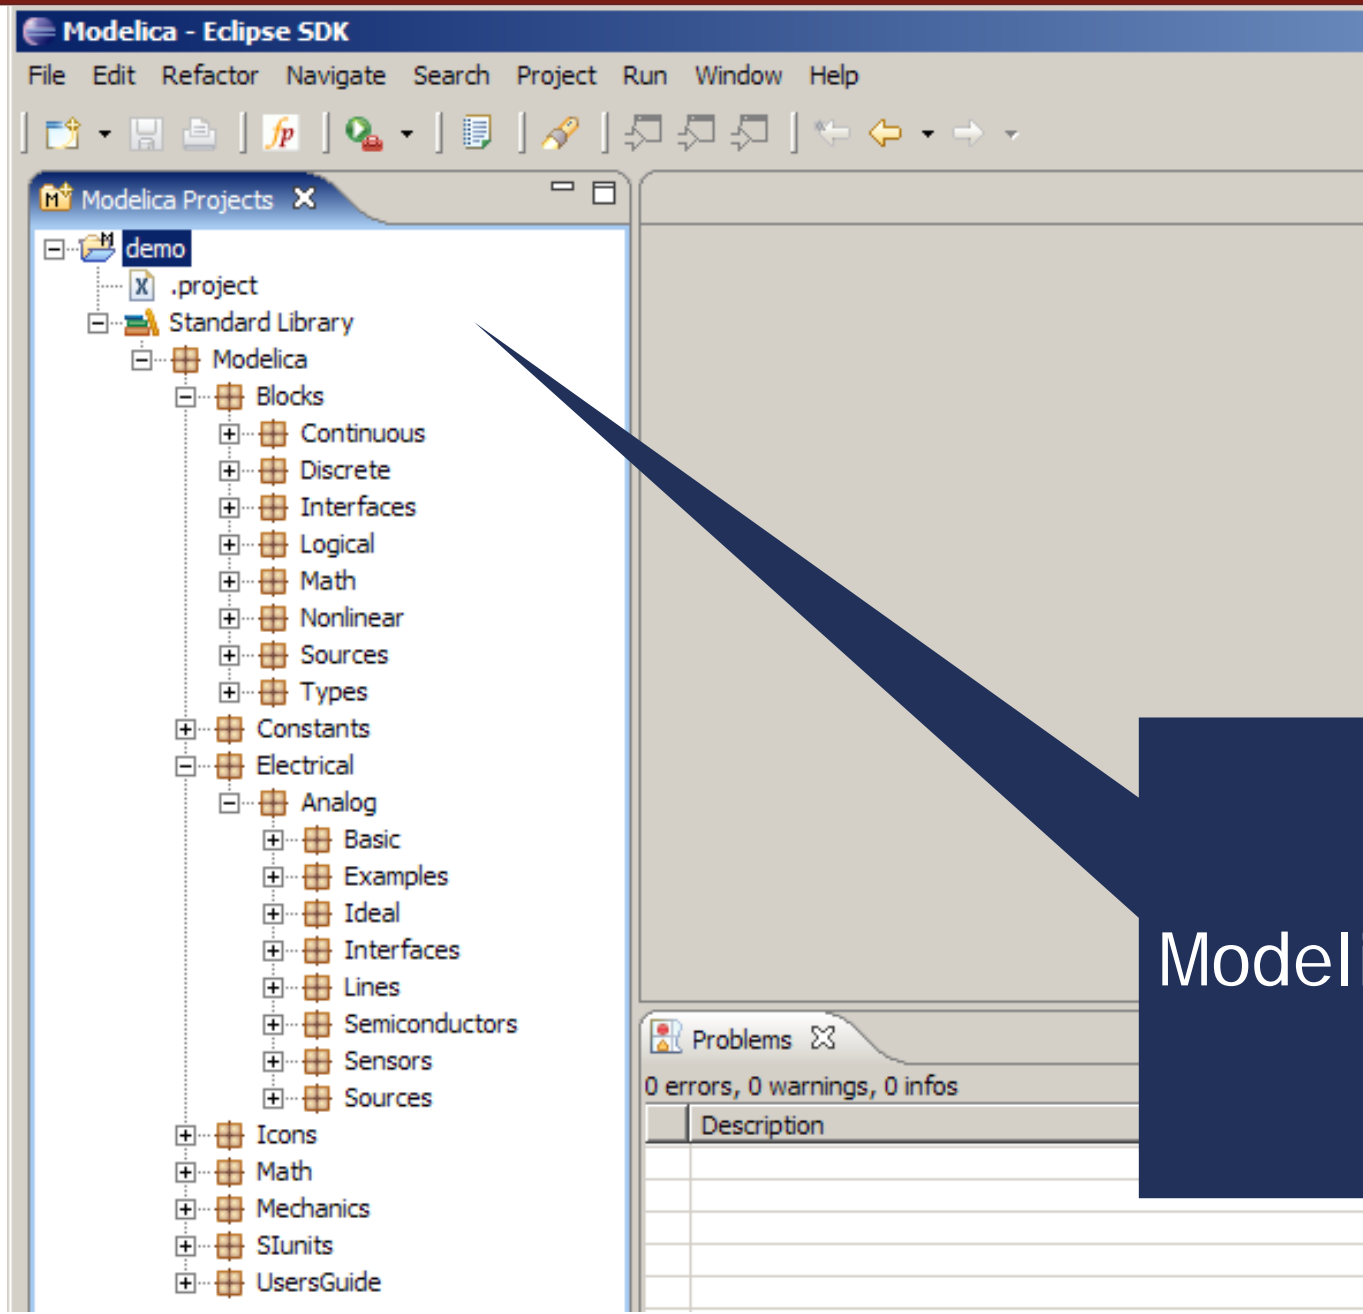 Modelica - Eclipse SDK
File Edit Refactor Navigate Search Project Run Window Help
Modelica Projects
demo
.project
Standard Library
Modelica
Blocks
Continuous
Discrete
Interfaces
Logical
Math
Nonlinear
Sources
Types
Constants
Electrical
Analog
Basic
Examples
Ideal
Interfaces
Lines
Semiconductors
Sensors
Sources
Icons
Math
Mechanics
SIunits
UsersGuide
Modeli
Problems
0 errors, 0 warnings, 0 infos
Description